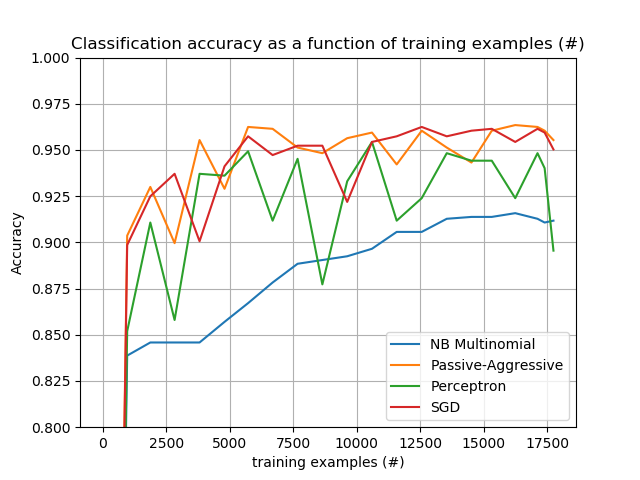 Classification accuracy as a function of training examples (#)
1.000
0.975
0.950
0.925
0.900
0.875
0.850
0.825
0.800
Accuracy
NB Multinomial
Passive-Aggressive
Perceptron
SGD
0 2500 5000 7500 10000 12500 15000 17500
training examples (#)